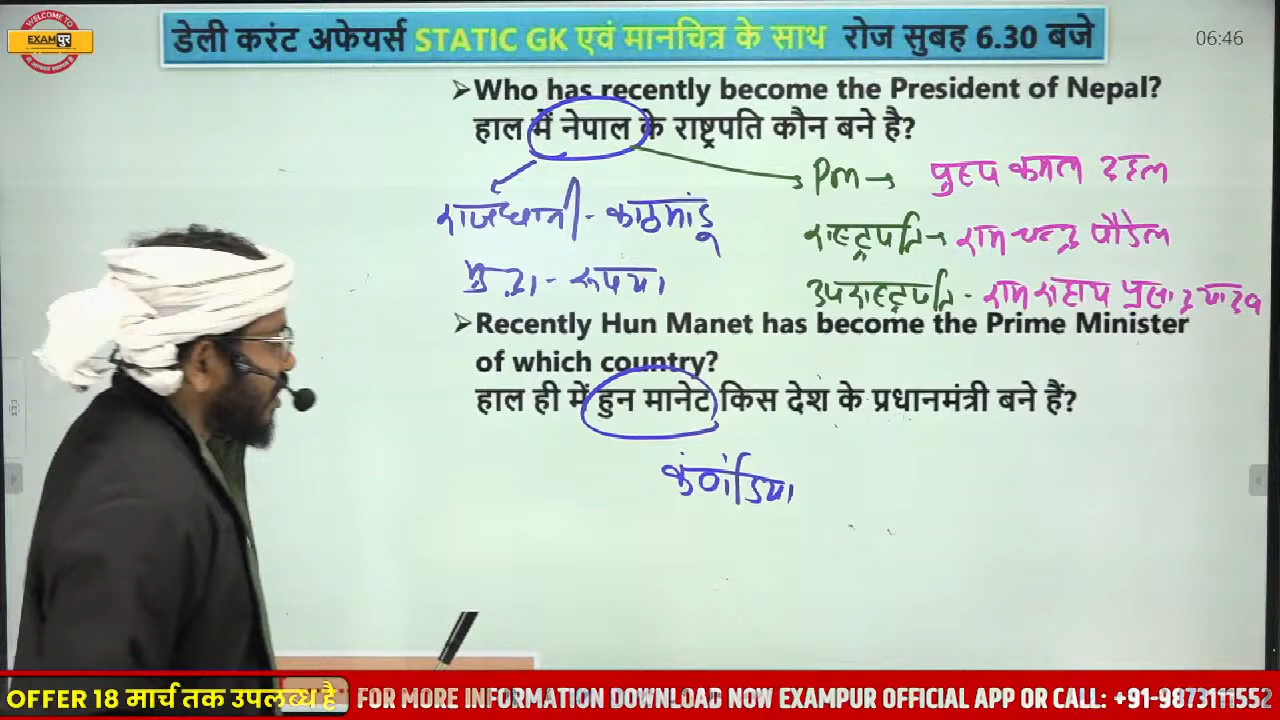 WELCOME TO
EXAMपुर
डेली करंट अफेयर्स STATIC GK एवं मानचित्र के साथ रोज सुबह 6.30 बजे
06:46
➤Who has recently become the President of Nepal?
हाल में नेपाल के राष्ट्रपति कौन बने है?
Pm → पुष्प कमल दहल
राजधानी - काठमांडू
राष्ट्रपति → राम चन्द्र पौडेल
मुद्रा - रूपया
उपराष्ट्रपति - राम सहाय प्रसाद यादव
➤Recently Hun Manet has become the Prime Minister
of which country?
हाल ही में हुन मानेट किस देश के प्रधानमंत्री बने हैं?
कंबोडिया
OFFER 18 मार्च तक उपलब्ध है
FOR MORE INFORMATION DOWNLOAD NOW EXAMPUR OFFICIAL APP OR CALL: +91-9873111552